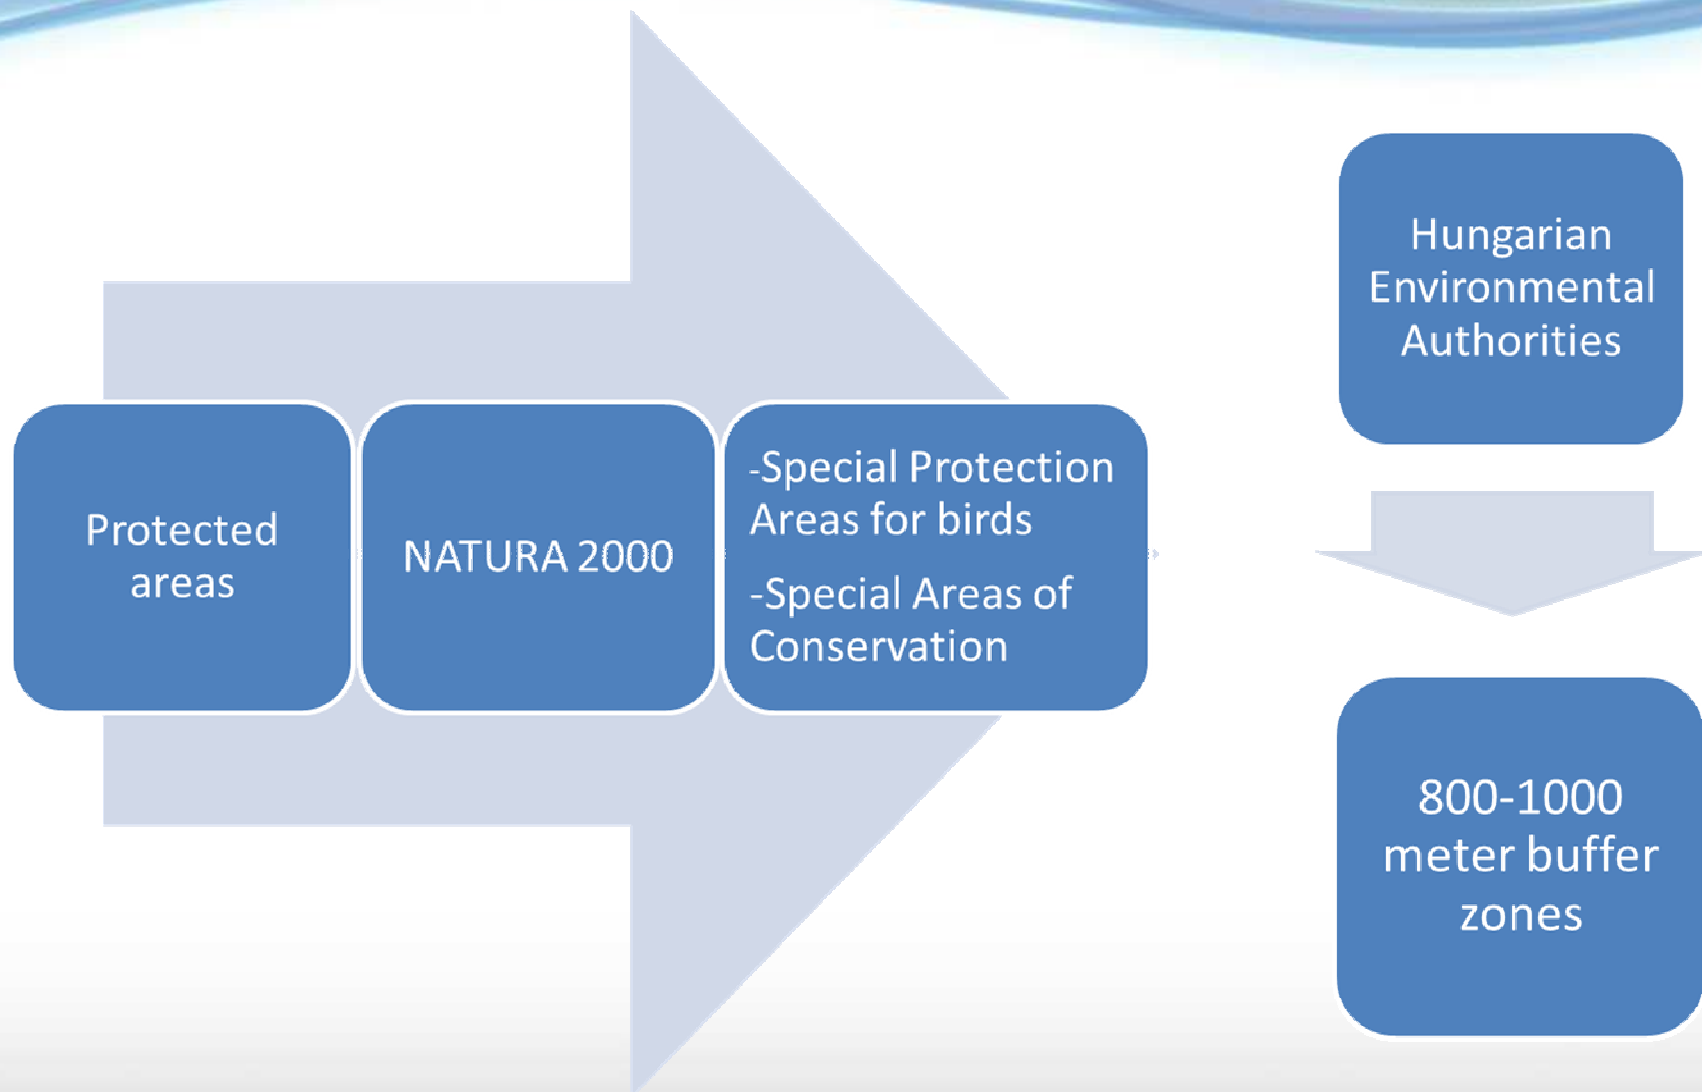 Protected
areas
NATURA 2000
-Special Protection
Areas for birds
-Special Areas of
Conservation
Hungarian
Environmental
Authorities
800-1000
meter buffer
zones